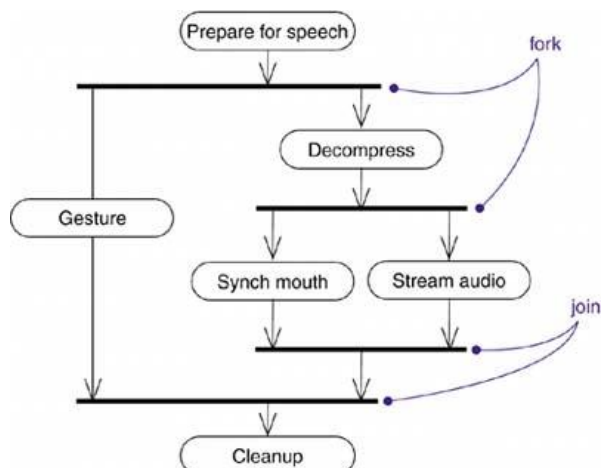 Prepare for speech
fork
Decompress
Gesture
Synch mouth
Stream audio
join
Cleanup